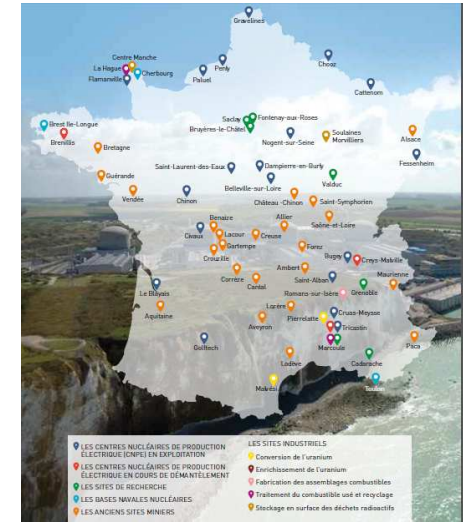 Gravelines
Penly
Paluel
Chooz
Centre Manche
La Hague
Cherbourg
Flamanville
Cattenom
Brest Ile-Longue
Brenillis
Saclay
Fontenay-aux-Roses
Bruyères-le-Châtel
Nogent-sur-Seine
Soulaines
Morvilliers
Alsace
Fessenheim
Bretagne
Saint-Laurent-des-Eaux
Dampierre-en-Burly
Belleville-sur-Loire
Valduc
Guérande
Vendée
Chinon
Château-Chinon
Saint-Symphorien
Saône-et-Loire
Benaize
Civaux
Lacour
Creuse
Allier
Gartempe
Crouzille
Forez
Bugey
Creys-Malville
Maurienne
Corrèze
Cantal
Ambert
Saint-Alban
Romans-sur-Isère
Grenoble
Le Blayais
Aquitaine
Lozère
Aveyron
Pierrelatte
Cruas-Meysse
Tricastin
Golftech
Marcoule
Paca
Lodève
Cadarache
Malvési
Toulon
LES CENTRES NUCLÉAIRES DE PRODUCTION
ÉLECTRIQUE (CNPE) EN EXPLOITATION
LES CENTRES NUCLÉAIRES DE PRODUCTION
ÉLECTRIQUE EN COURS DE DÉMANTÈLEMENT
LES SITES DE RECHERCHE
LES BASES NAVALES NUCLÉAIRES
LES ANCIENS SITES MINIERS
LES SITES INDUSTRIELS
Conversion de l'uranium
Enrichissement de l'uranium
Fabrication des assemblages combustibles
Traitement du combustible usé et recyclage
Stockage en surface des déchets radioactifs